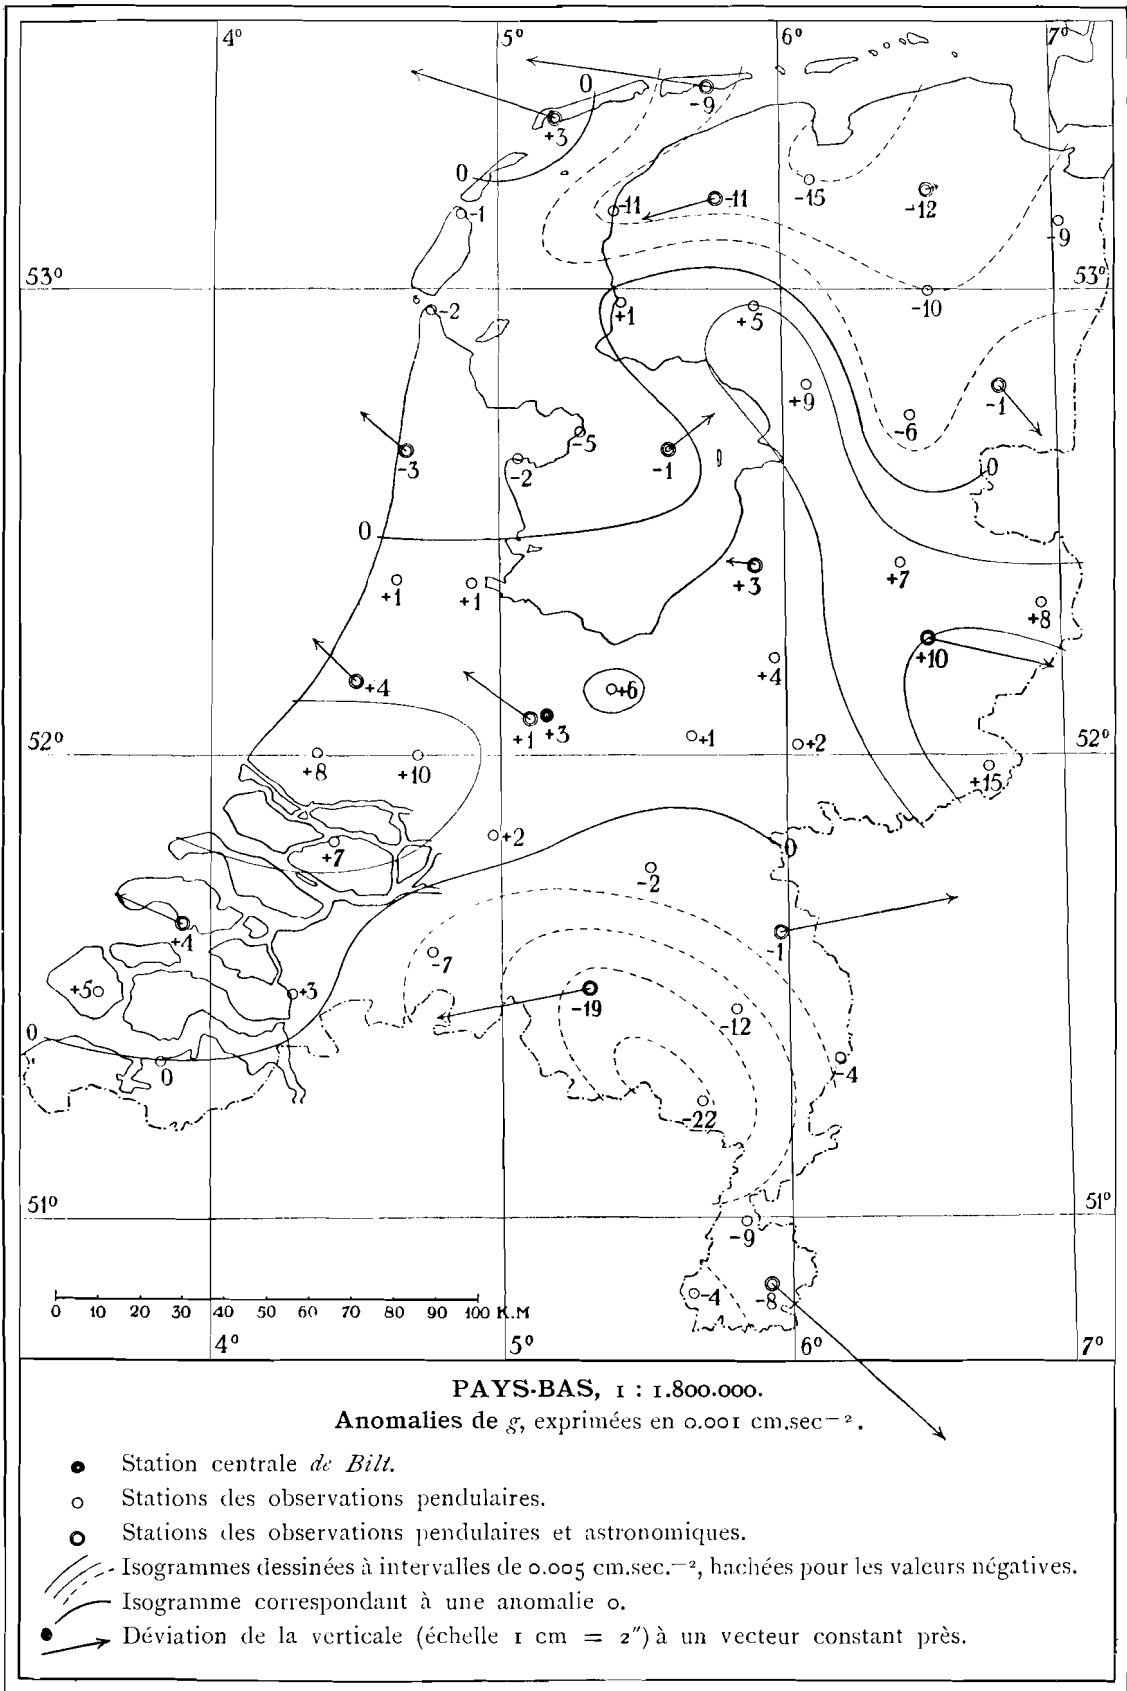 4° 5° 6° 7°
0
-9
+3
0
-15
-11 -11 -12
-1 -9
53° 53°
-2 +1 +5 -10
+9 -1
-6
-5
-3 -2 -1 0
0
+1 +1 +3 +7
+8
+10
+4
+4 +6
+1 +3 +1 +2
52° 52°
+8 +10 +15
+2
+7 0
-2
+4 -1
-7
+5 +3 -19 -12
0
0 -4
-22
51° 51°
-9
-4 -8
0 10 20 30 40 50 60 70 80 90 100 K.M
4° 5° 6° 7°
PAYS-BAS, 1 : 1.800.000.
Anomalies de g, exprimées en 0.001 cm.sec⁻².
Station centrale de Bilt.
Stations des observations pendulaires.
Stations des observations pendulaires et astronomiques.
Isogrammes dessinées à intervalles de 0.005 cm.sec.⁻², hachées pour les valeurs négatives.
Isogramme correspondant à une anomalie 0.
Déviation de la verticale (échelle 1 cm = 2″) à un vecteur constant près.